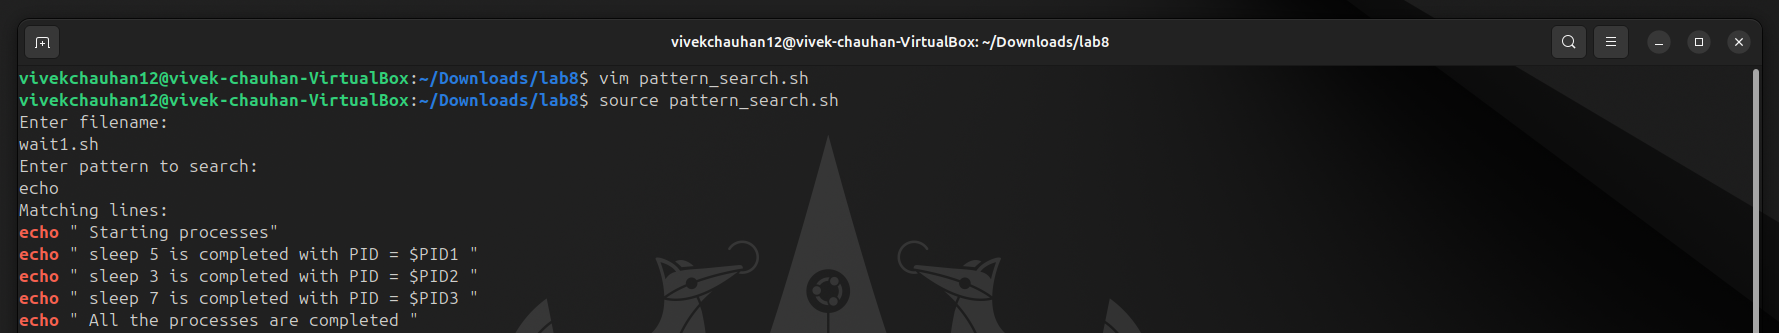 vivekchauhan12@vivek-chauhan-VirtualBox: ~/Downloads/lab8
vivekchauhan12@vivek-chauhan-VirtualBox:~/Downloads/lab8$ vim pattern_search.sh
vivekchauhan12@vivek-chauhan-VirtualBox:~/Downloads/lab8$ source pattern_search.sh
Enter filename:
wait1.sh
Enter pattern to search:
echo
Matching lines:
echo " Starting processes"
echo " sleep 5 is completed with PID = $PID1 "
echo " sleep 3 is completed with PID = $PID2 "
echo " sleep 7 is completed with PID = $PID3 "
echo " All the processes are completed "